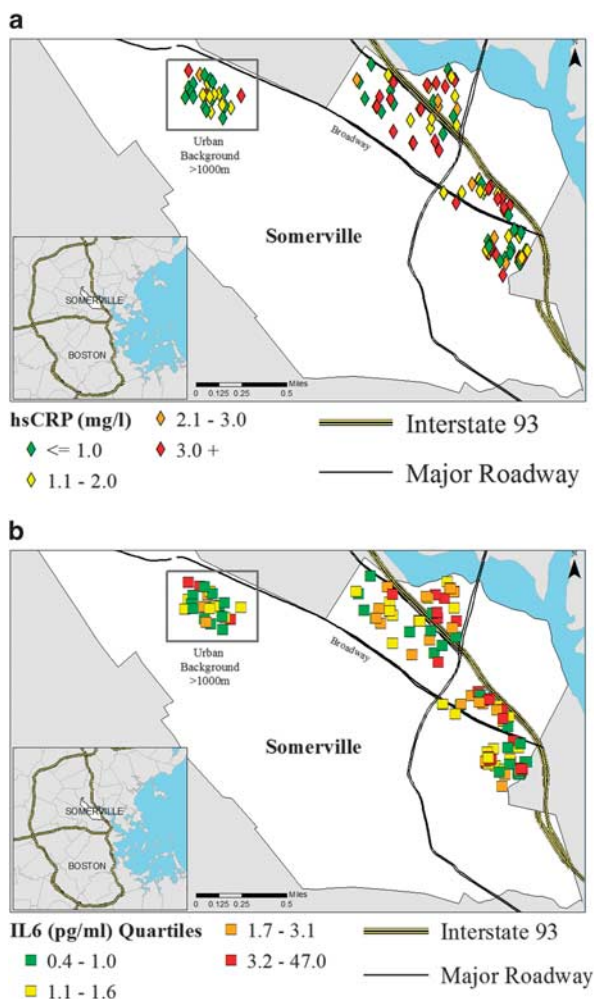 a
Broadway
Urban
Background
>1000m
Somerville
SOMERVILLE
BOSTON
Miles
0 0.125 0.25 0.5
hsCRP (mg/l)
<= 1.0
1.1 - 2.0
2.1 - 3.0
3.0 +
Interstate 93
Major Roadway
b
Broadway
Urban
Background
>1000m
Somerville
SOMERVILLE
BOSTON
Miles
0 0.125 0.25 0.5
IL6 (pg/ml) Quartiles
0.4 - 1.0
1.1 - 1.6
1.7 - 3.1
3.2 - 47.0
Interstate 93
Major Roadway